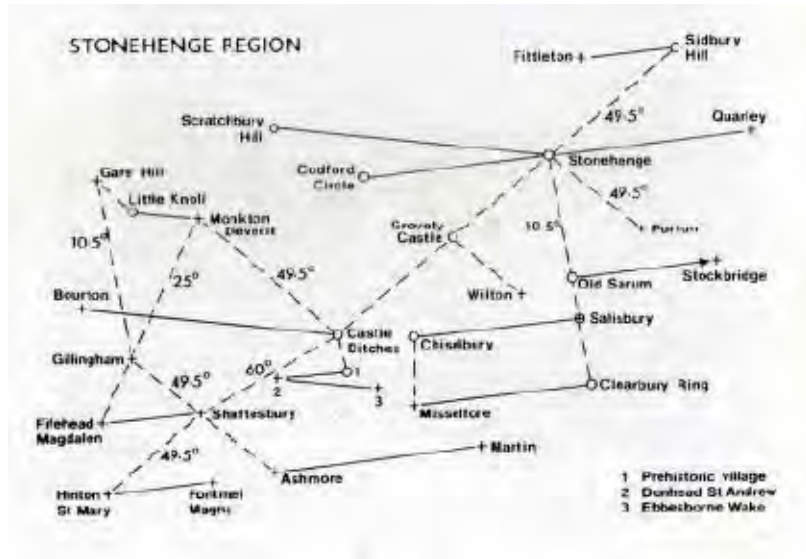 STONEHENGE REGION
Sidbury
Hill
Fittleton
49·5°
Quarley
Scratchbury
Hill
Stonehenge
Codford
Circle
Gare Hill
Little Knoll
49·5°
Monkton
Deverill
Grovely
Castle
10·5°
10·5°
25°
49·5°
Old Sarum
Stockbridge
Bourton
Wilton
Salisbury
Castle
Ditches
Chiselbury
Gillingham
60°
1
49·5°
2
3
Clearbury Ring
Shaftesbury
Magdalen
49·5°
Martin
Ashmore
Hinton
St Mary
Fontmel
Magna
1 Prehistoric village
2 Donhead St Andrew
3 Ebbesborne Wake